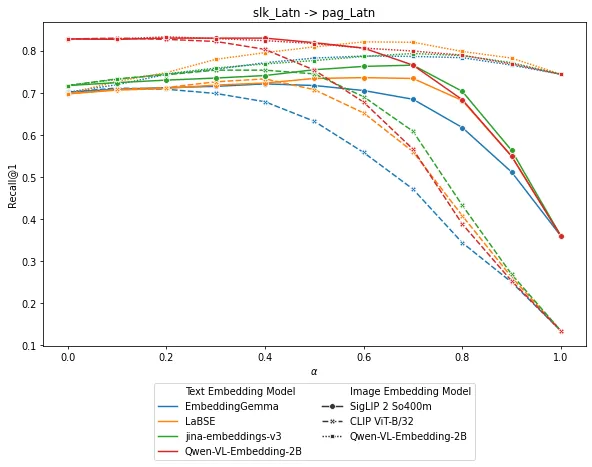 slk_Latn -> pag_Latn
Recall@1
0.8
0.7
0.6
0.5
0.4
0.3
0.2
0.1
0.0 0.2 0.4 0.6 0.8 1.0
α
Text Embedding Model Image Embedding Model
EmbeddingGemma SigLIP 2 So400m
LaBSE CLIP ViT-B/32
jina-embeddings-v3 Qwen-VL-Embedding-2B
Qwen-VL-Embedding-2B